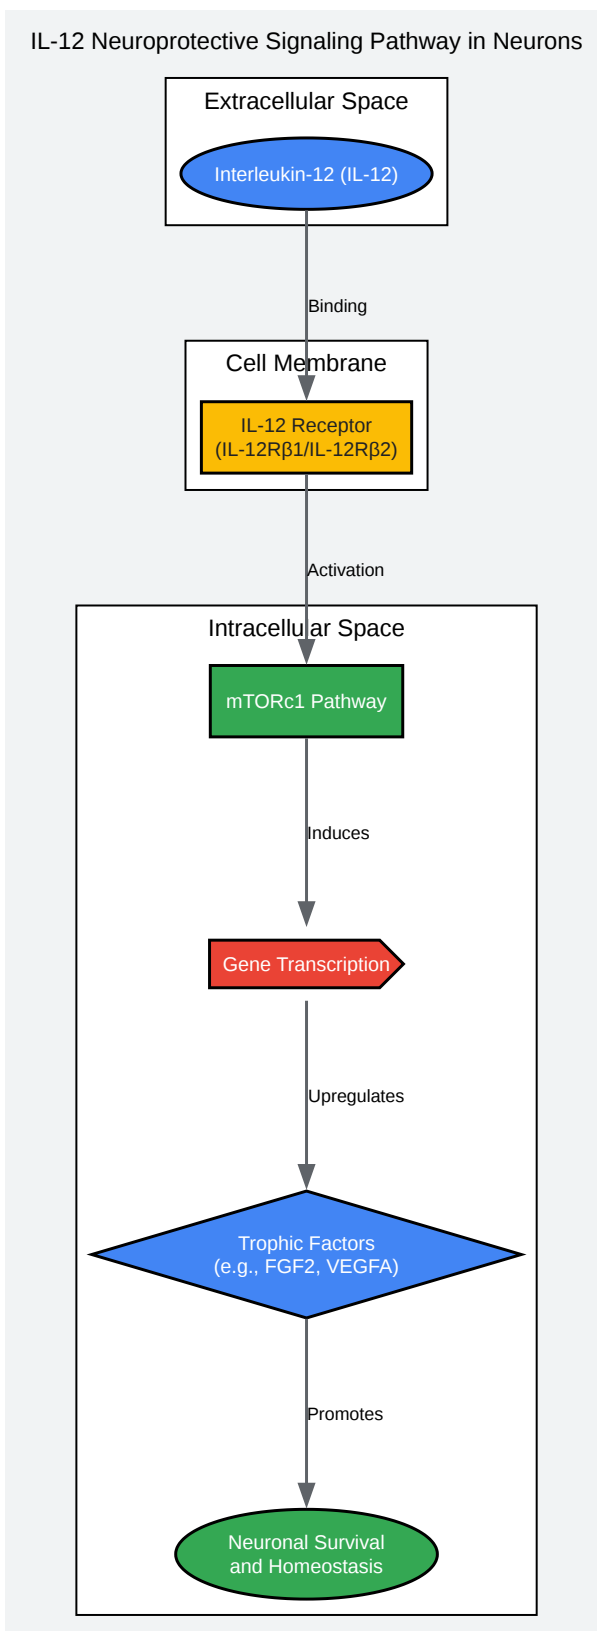 IL-12 Neuroprotective Signaling Pathway in Neurons
Extracellular Space
Interleukin-12 (IL-12)
Binding
Cell Membrane
IL-12 Receptor
(IL-12Rβ1/IL-12Rβ2)
Activation
Intracellular Space
mTORc1 Pathway
Induces
Gene Transcription
Upregulates
Trophic Factors
(e.g., FGF2, VEGFA)
Promotes
Neuronal Survival
and Homeostasis